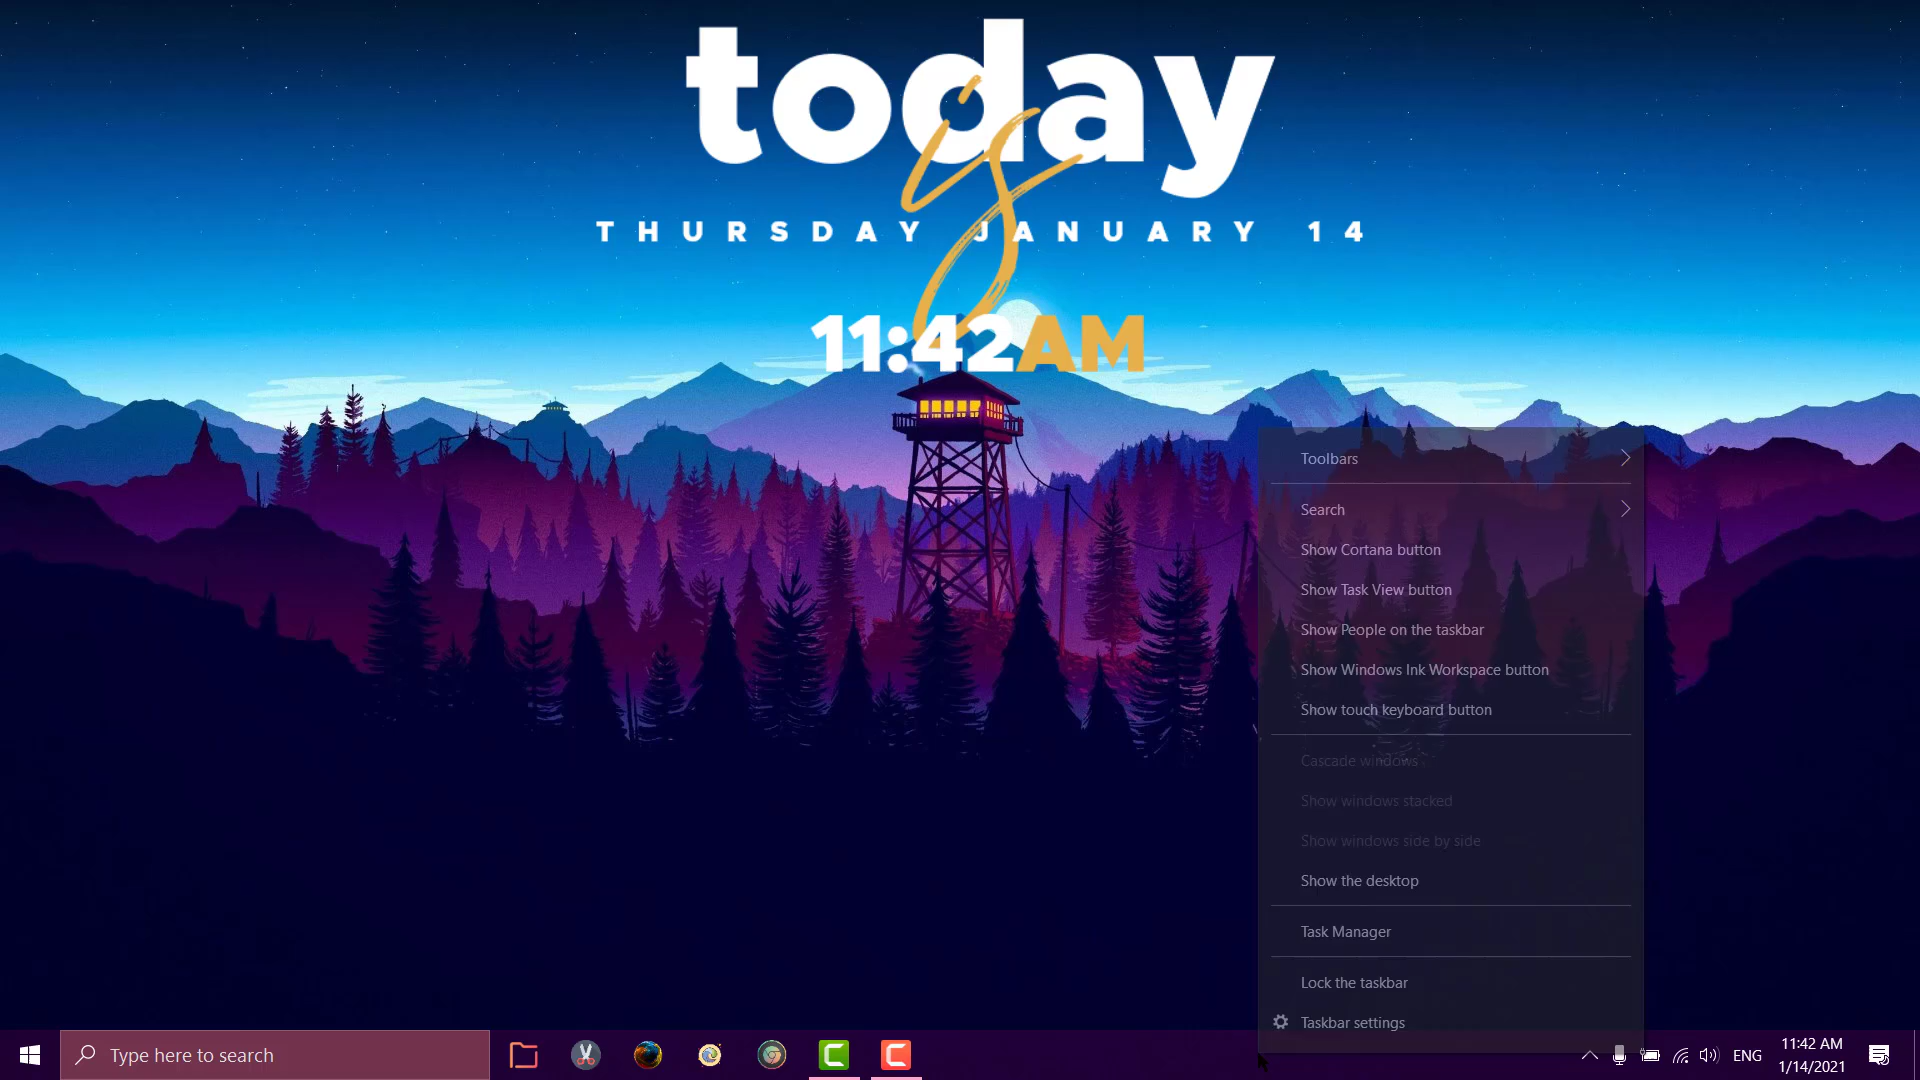 today
is
THURSDAY JANUARY 14
11:42AM
Toolbars
Search
Show Cortana button
Show Task View button
Show People on the taskbar
Show Windows Ink Workspace button
Show touch keyboard button
Cascade windows
Show windows stacked
Show windows side by side
Show the desktop
Task Manager
Lock the taskbar
Taskbar settings
Type here to search
ENG
11:42 AM
1/14/2021